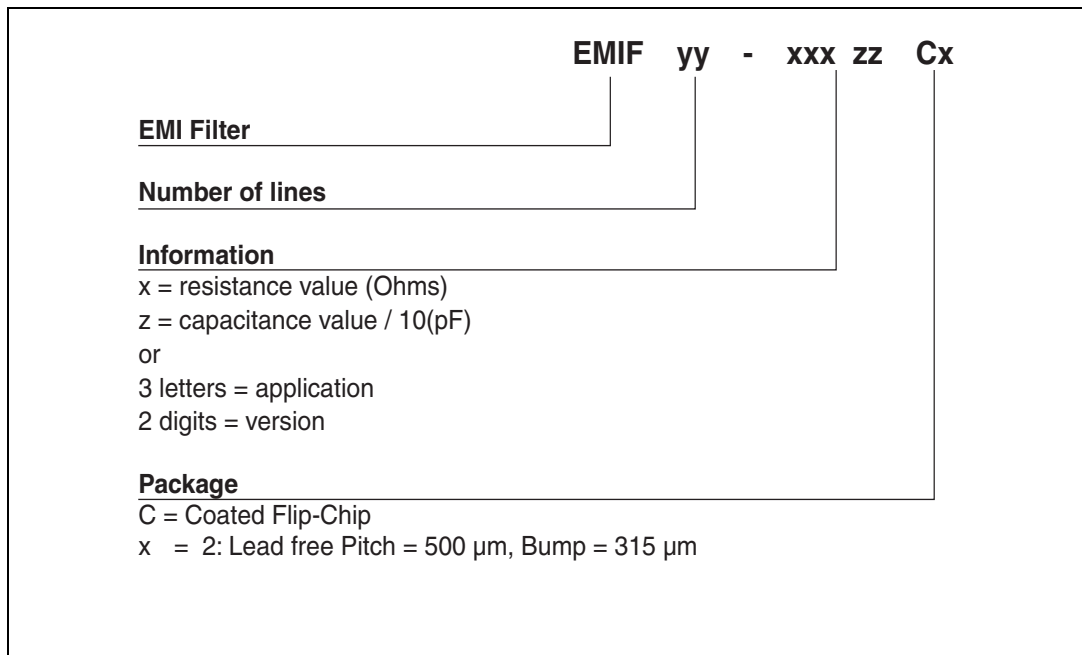 EMIF yy - xxx zz Cx
EMI Filter
Number of lines
Information
x = resistance value (Ohms)
z = capacitance value / 10(pF)
or
3 letters = application
2 digits = version
Package
C = Coated Flip-Chip
x = 2: Lead free Pitch = 500 µm, Bump = 315 µm